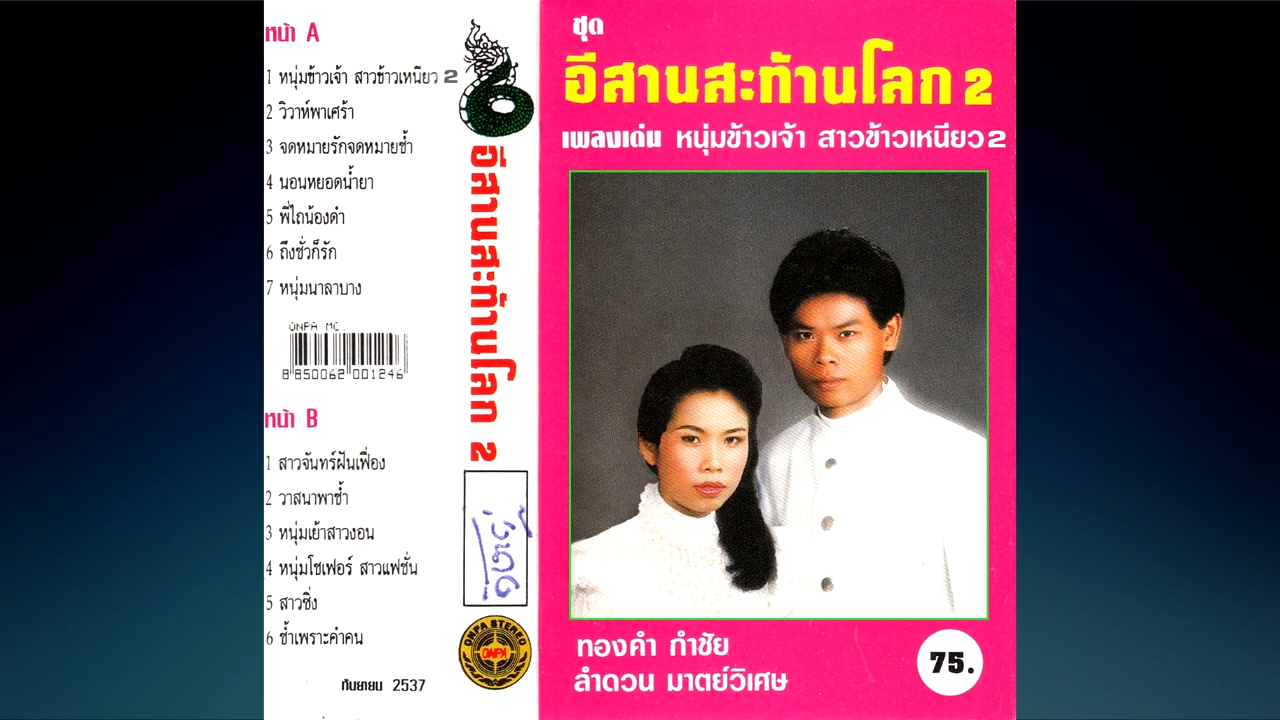 หน้า A
1 หนุ่มข้าวเจ้า สาวข้าวเหนียว 2
2 วิวาห์พาเศร้า
3 จดหมายรักจดหมายช้ำ
4 นอนหยอดน้ำยา
5 พี่ไถน้องดำ
6 ถึงชั่วก็รัก
7 หนุ่มนาลาบาง
ONPA MC.
8 850062 001246
หน้า B
1 สาวจันทร์ฝันเฟื่อง
2 วาสนาพาช้ำ
3 หนุ่มเย้าสาวงอน
4 หนุ่มโชเฟอร์ สาวแฟชั่น
5 สาวซิ่ง
6 ช้ำเพราะคำคน
กันยายน 2537
อีสานสะท้านโลก 2
ONPA STEREO
ONPA
ชุด
อีสานสะท้านโลก 2
เพลงเด่น หนุ่มข้าวเจ้า สาวข้าวเหนียว 2
ทองคำ กำชัย
ลำดวน มาตย์วิเศษ
75.